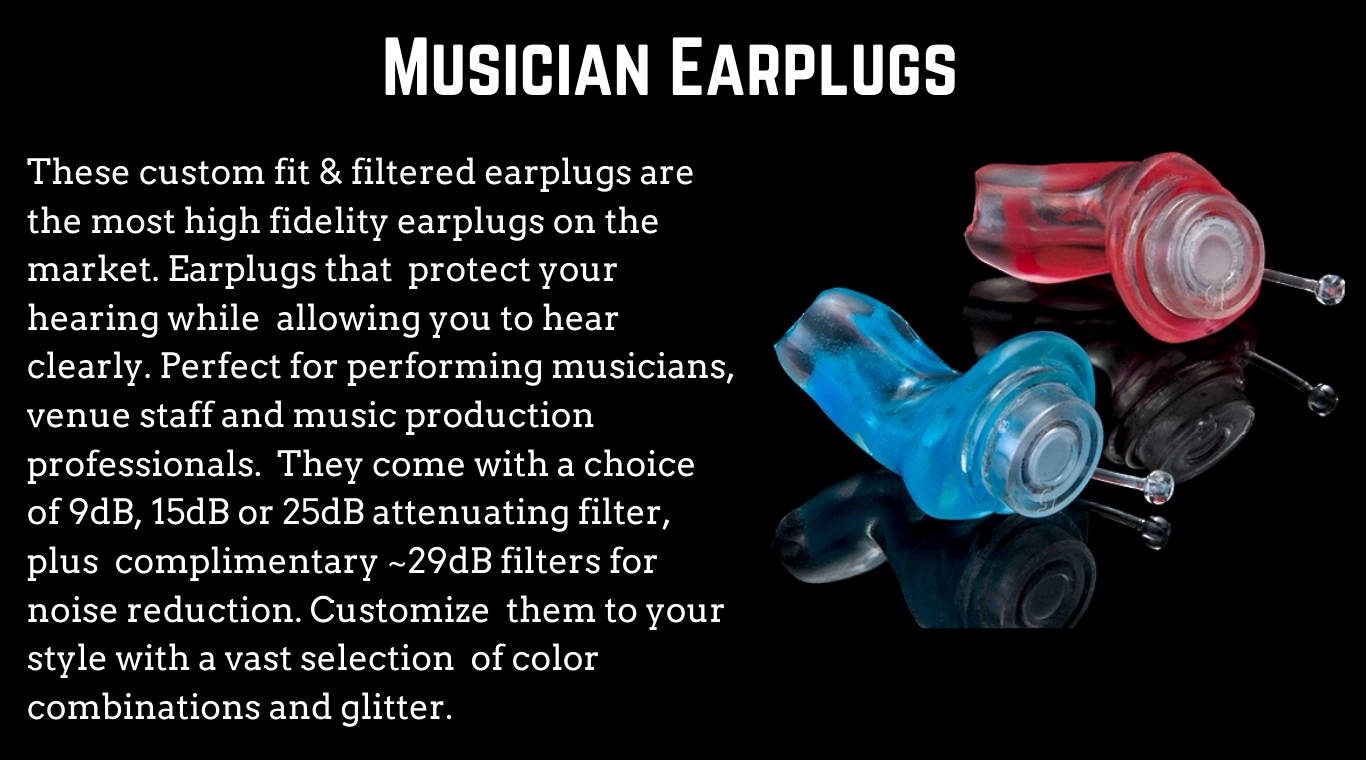 Musician Earplugs
These custom fit & filtered earplugs are
the most high fidelity earplugs on the
market. Earplugs that  protect your
hearing while  allowing you to hear
clearly. Perfect for performing musicians,
venue staff and music production
professionals.  They come with a choice
of 9dB, 15dB or 25dB attenuating filter,
plus  complimentary ~29dB filters for
noise reduction. Customize  them to your
style with a vast selection  of color
combinations and glitter.